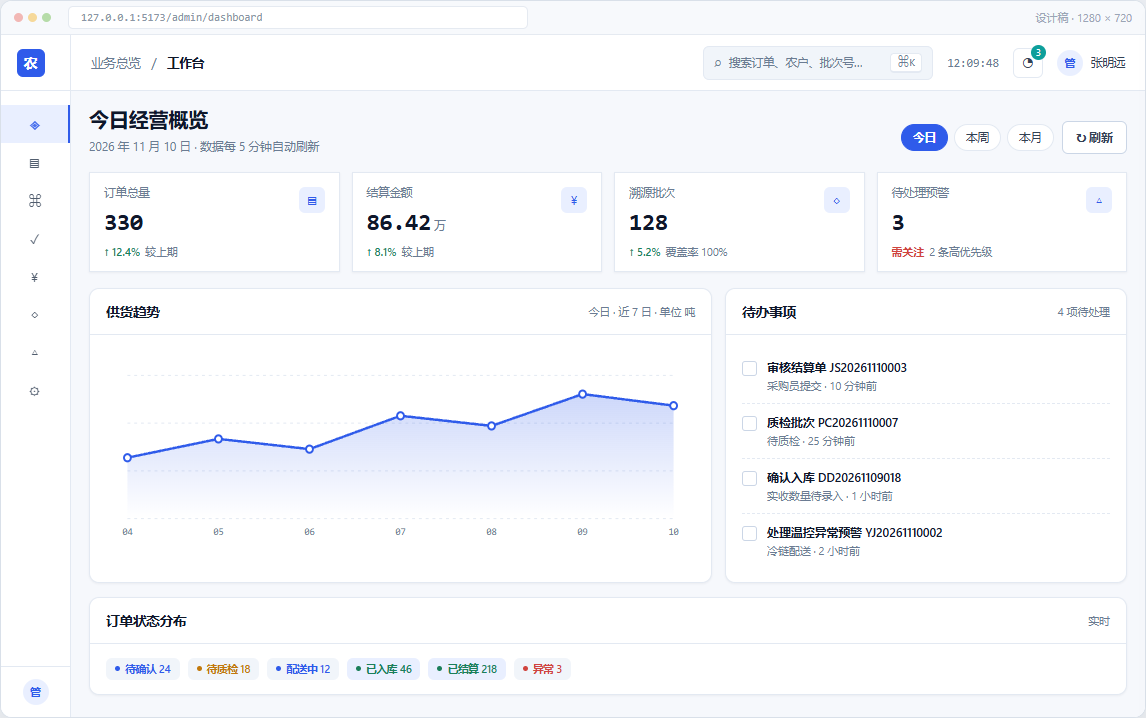 127.0.0.1:5173/admin/dashboard
设计稿 · 1280 × 720
农
业务总览 / 工作台
搜索订单、农户、批次号...
⌘K
12:09:48
3
管
张明远
今日经营概览
2026 年 11 月 10 日 · 数据每 5 分钟自动刷新
今日
本周
本月
↻ 刷新
订单总量
330
↑ 12.4% 较上期
结算金额
¥
86.42 万
↑ 8.1% 较上期
溯源批次
128
↑ 5.2% 覆盖率 100%
待处理预警
3
需关注 2 条高优先级
供货趋势
今日 · 近 7 日 · 单位 吨
04 05 06 07 08 09 10
待办事项
4 项待处理
审核结算单 JS20261110003
采购员提交 · 10 分钟前
质检批次 PC20261110007
待质检 · 25 分钟前
确认入库 DD20261109018
实收数量待录入 · 1 小时前
处理温控异常预警 YJ20261110002
冷链配送 · 2 小时前
订单状态分布
实时
待确认 24
待质检 18
配送中 12
已入库 46
已结算 218
异常 3
⌘
✓
¥
管